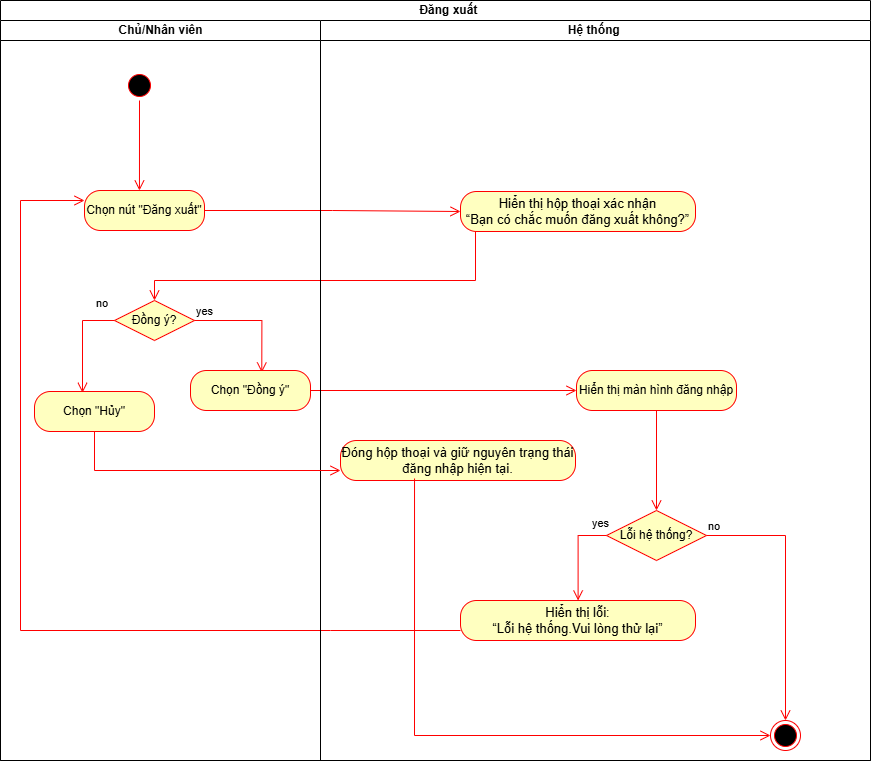 Đăng xuất
Chủ/Nhân viên
Hệ thống
Chọn nút "Đăng xuất"
Hiển thị hộp thoại xác nhận
“Bạn có chắc muốn đăng xuất không?”
no
yes
Đồng ý?
Chọn "Đồng ý"
Hiển thị màn hình đăng nhập
Chọn "Hủy"
Đóng hộp thoại và giữ nguyên trạng thái
đăng nhập hiện tại.
yes
no
Lỗi hệ thống?
Hiển thị lỗi:
“Lỗi hệ thống.Vui lòng thử lại”